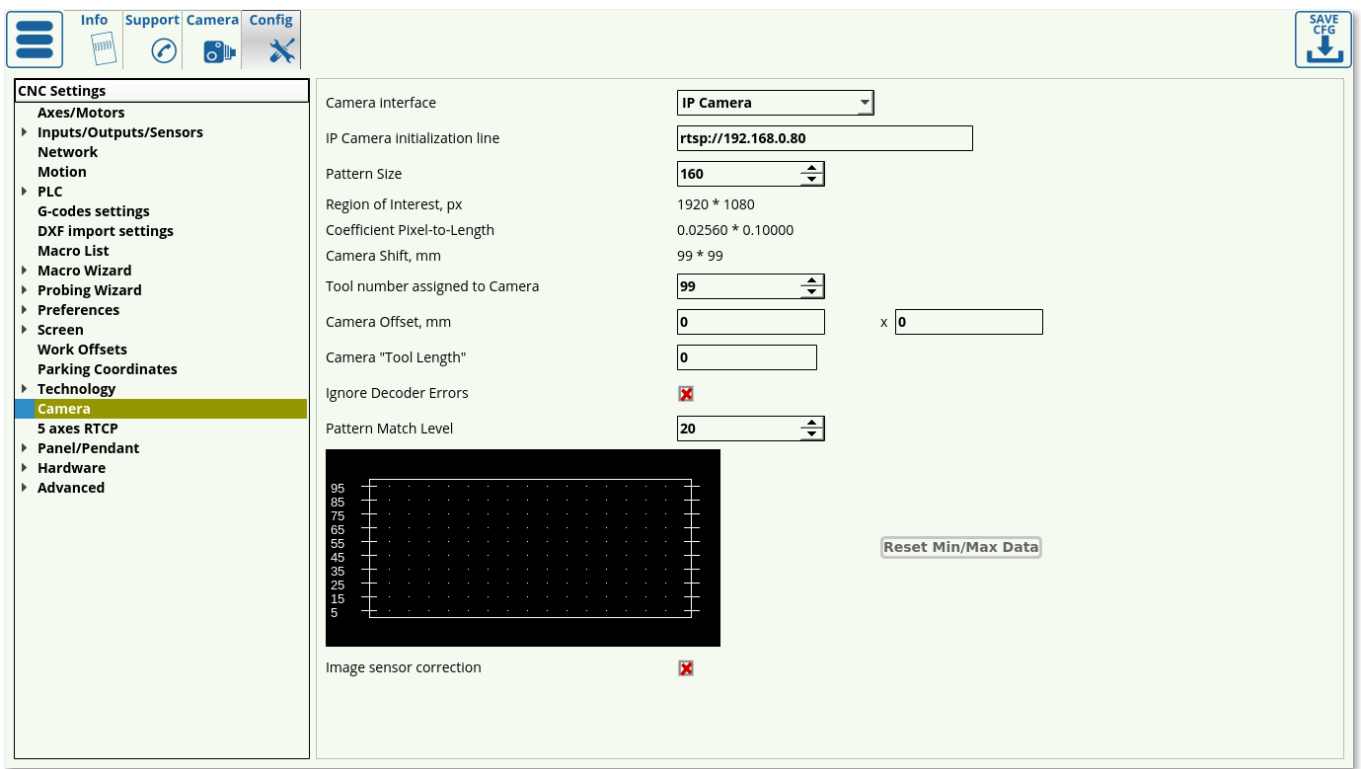 Info Support Camera Config
SAVE
CFG
CNC Settings
Axes/Motors
Inputs/Outputs/Sensors
Network
Motion
PLC
G-codes settings
DXF import settings
Macro List
Macro Wizard
Probing Wizard
Preferences
Screen
Work Offsets
Parking Coordinates
Technology
Camera
5 axes RTCP
Panel/Pendant
Hardware
Advanced
Camera interface IP Camera
IP Camera initialization line rtsp://192.168.0.80
Pattern Size 160
Region of Interest, px 1920 * 1080
Coefficient Pixel-to-Length 0.02560 * 0.10000
Camera Shift, mm 99 * 99
Tool number assigned to Camera 99
Camera Offset, mm 0 x 0
Camera "Tool Length" 0
Ignore Decoder Errors
Pattern Match Level 20
95
85
75
65
55
45
35
25
15
5
Reset Min/Max Data
Image sensor correction